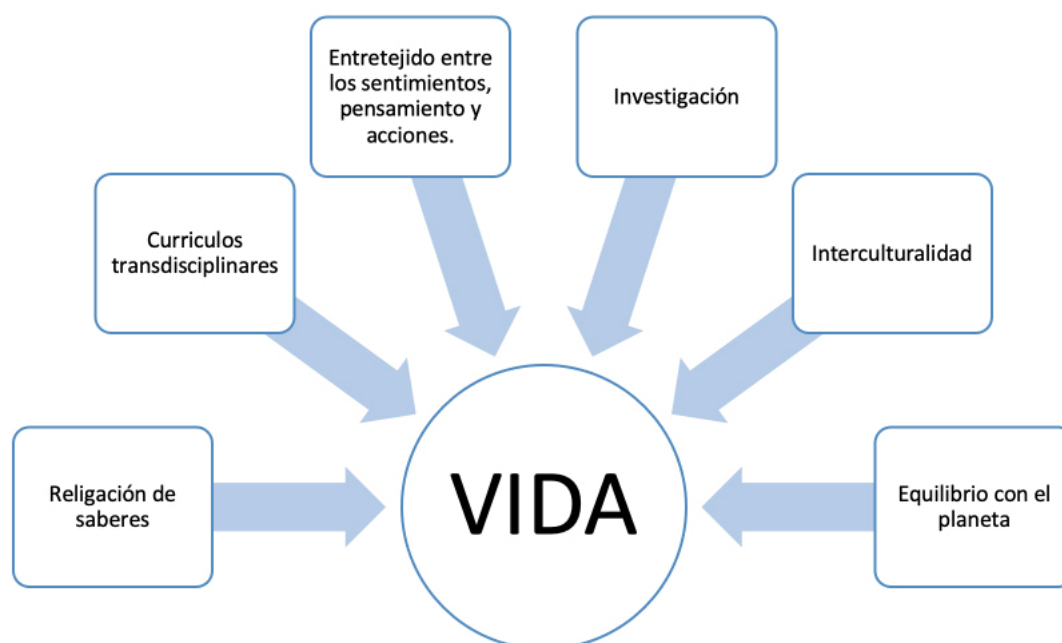 Entretejido entre
los sentimientos,
pensamiento y
acciones.
Investigación
Curriculos
transdisciplinares
Interculturalidad
Religación de
saberes
VIDA
Equilibrio con el
planeta